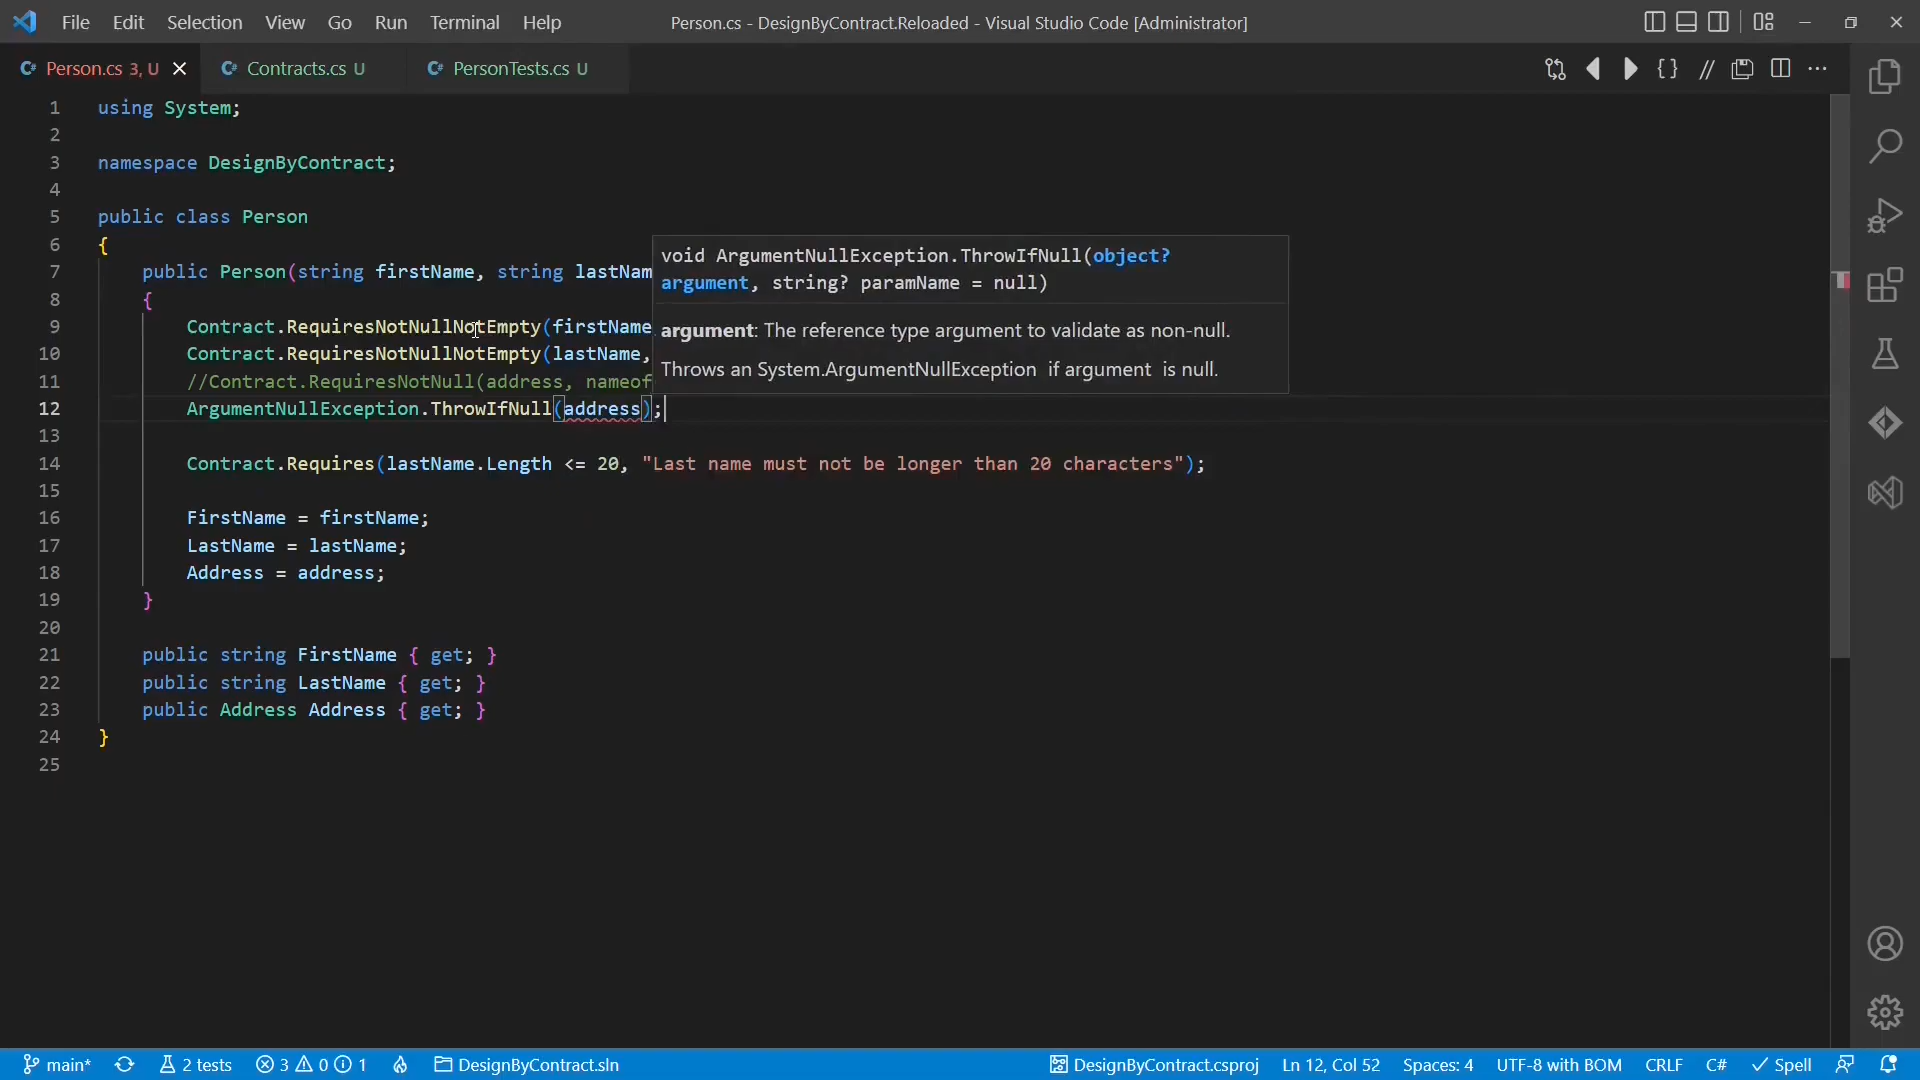 File Edit Selection View Go Run Terminal Help Person.cs - DesignByContract.Reloaded - Visual Studio Code [Administrator]
Person.cs 3, U Contracts.cs U PersonTests.cs U
1 using System;
2
3 namespace DesignByContract;
4
5 public class Person
6 {
7 public Person(string firstName, string lastNam
8 {
9 Contract.RequiresNotNullNotEmpty(firstName
10 Contract.RequiresNotNullNotEmpty(lastName,
11 //Contract.RequiresNotNull(address, nameof
12 ArgumentNullException.ThrowIfNull(address);
13
14 Contract.Requires(lastName.Length <= 20, "Last name must not be longer than 20 characters");
15
16 FirstName = firstName;
17 LastName = lastName;
18 Address = address;
19 }
20
21 public string FirstName { get; }
22 public string LastName { get; }
23 public Address Address { get; }
24 }
25
void ArgumentNullException.ThrowIfNull(object?
argument, string? paramName = null)
argument: The reference type argument to validate as non-null.
Throws an System.ArgumentNullException if argument is null.
main* 2 tests 3 0 1 DesignByContract.sln DesignByContract.csproj Ln 12, Col 52 Spaces: 4 UTF-8 with BOM CRLF C# Spell